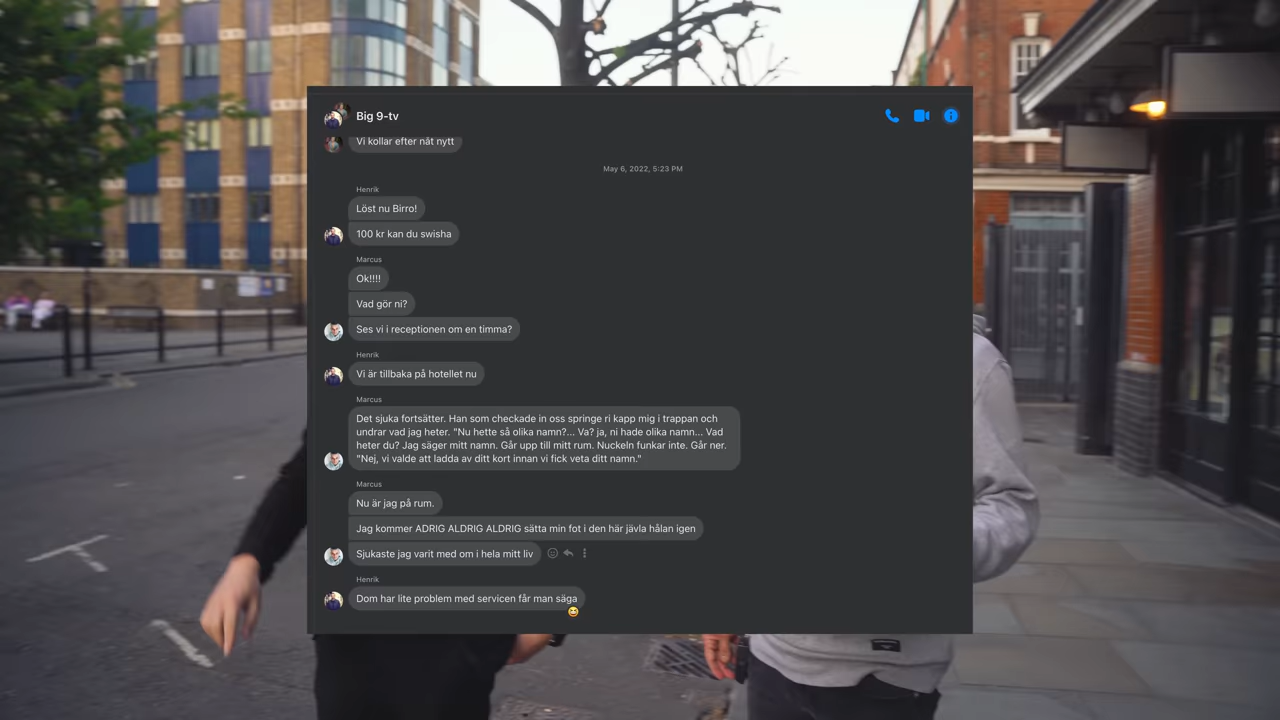 Big 9-tv
Vi kollar efter nåt nytt
May 6, 2022, 5:23 PM
Henrik
Löst nu Birro!
100 kr kan du swisha
Marcus
Ok!!!!
Vad gör ni?
Ses vi i receptionen om en timma?
Henrik
Vi är tillbaka på hotellet nu
Marcus
Det sjuka fortsätter. Han som checkade in oss springe ri kapp mig i trappan och
undrar vad jag heter. "Nu hette så olika namn?... Va? ja, ni hade olika namn... Vad
heter du? Jag säger mitt namn. Går upp till mitt rum. Nuckeln funkar inte. Går ner.
"Nej, vi valde att ladda av ditt kort innan vi fick veta ditt namn."
Marcus
Nu är jag på rum.
Jag kommer ADRIG ALDRIG ALDRIG sätta min fot i den här jävla hålan igen
Sjukaste jag varit med om i hela mitt liv
Henrik
Dom har lite problem med servicen får man säga